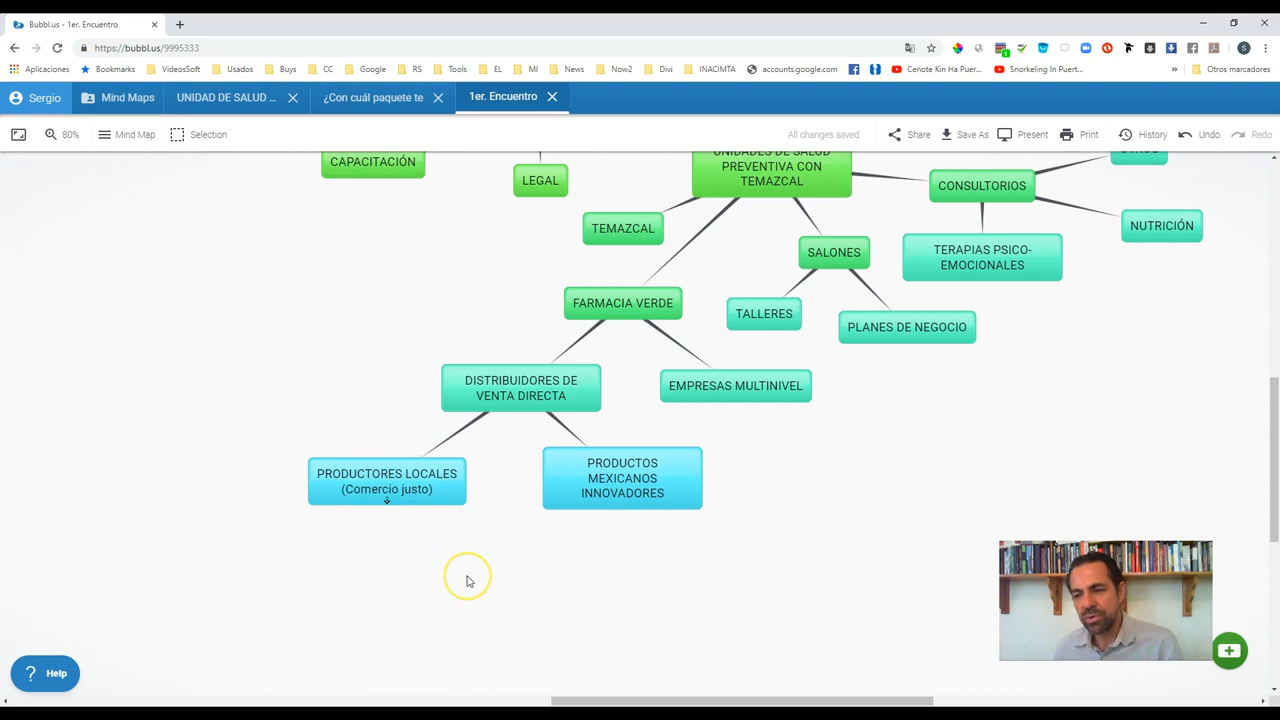 Bubbl.us - 1er. Encuentro
https://bubbl.us/9995333
Aplicaciones
Bookmarks
VideosSoft
Usados
Buys
CC
Google
RS
Tools
EL
MI
News
Now2
Divi
INACIMTA
accounts.google.com
Cenote Kin Ha Puer...
Snorkeling In Puert...
»
Otros marcadores
Sergio
Mind Maps
UNIDAD DE SALUD ...
¿Con cuál paquete te
1er. Encuentro
80%
Mind Map
Selection
All changes saved
Share
Save As
Present
Print
History
Undo
Redo
CAPACITACIÓN
LEGAL
UNIDADES DE SALUD
PREVENTIVA CON
TEMAZCAL
CONSULTORIOS
NUTRICIÓN
TEMAZCAL
SALONES
TERAPIAS PSICO-
EMOCIONALES
FARMACIA VERDE
TALLERES
PLANES DE NEGOCIO
DISTRIBUIDORES DE
VENTA DIRECTA
EMPRESAS MULTINIVEL
PRODUCTORES LOCALES
(Comercio justo)
PRODUCTOS
MEXICANOS
INNOVADORES
? Help